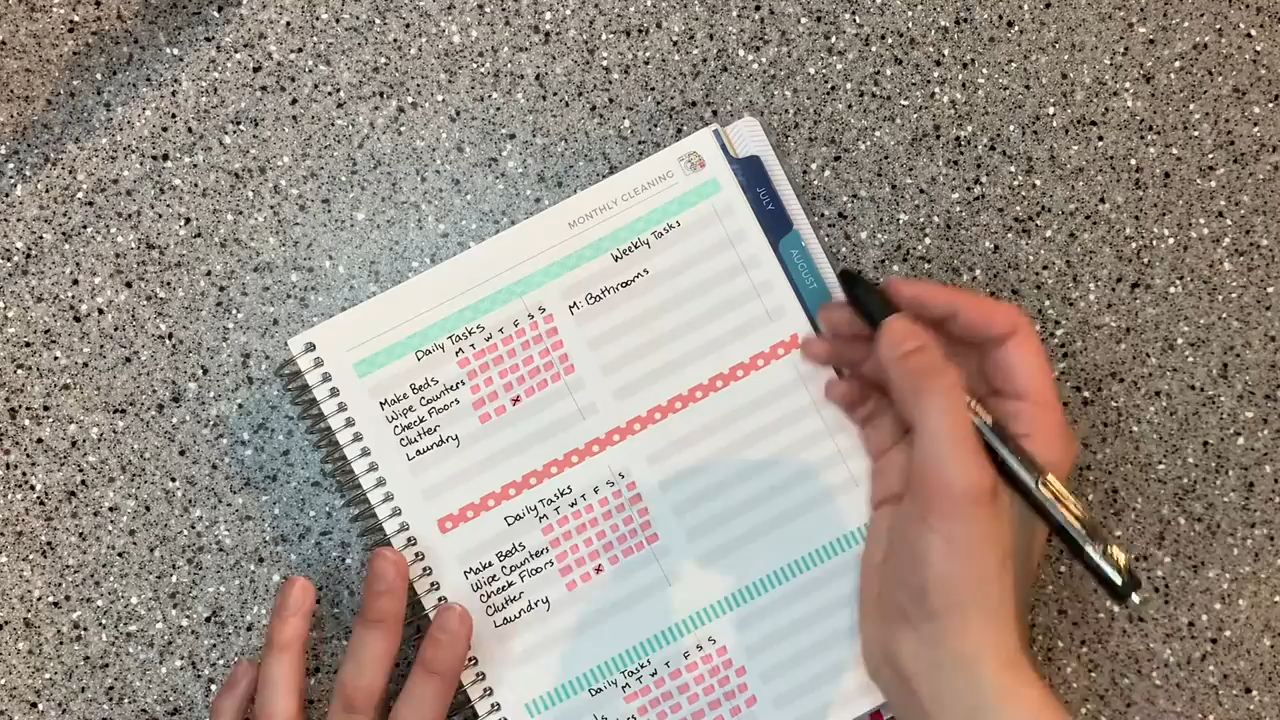 MONTHLY CLEANING
JULY
AUGUST
Weekly Tasks
M: Bathrooms
Daily Tasks
M T W T F S S
Make Beds
Wipe Counters
Check Floors
Clutter
Laundry
Daily Tasks
M T W T F S S
Make Beds
Wipe Counters
Check Floors
Clutter
Laundry
Daily Tasks
M T W T F S S